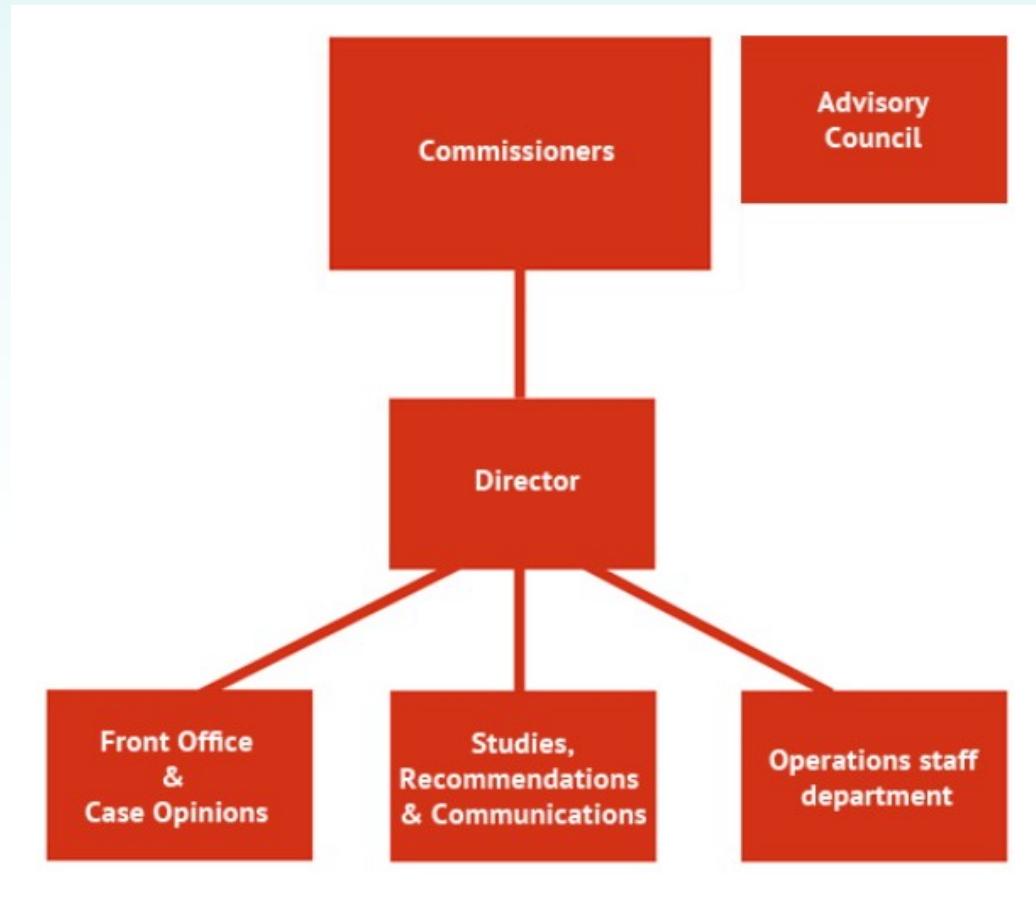 Commissioners
Advisory
Council
Director
Front Office
&
Case Opinions
Studies,
Recommendations
& Communications
Operations staff
department